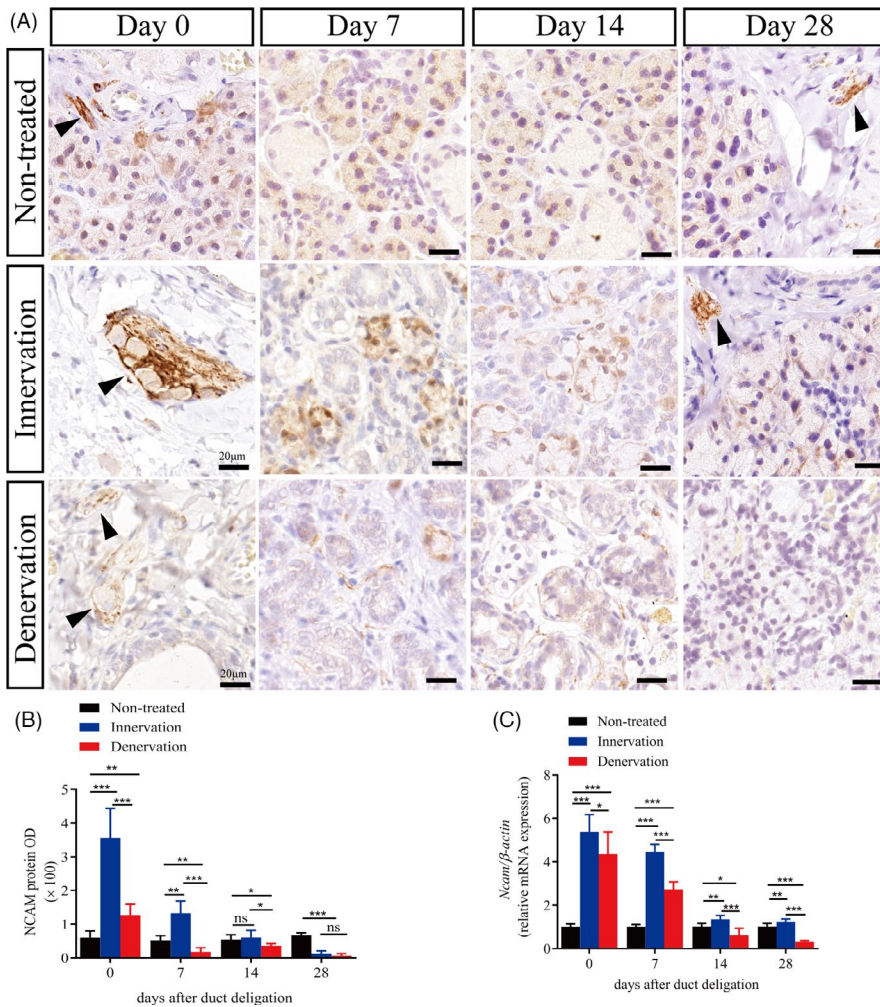 (A)
Day 0
Day 7
Day 14
Day 28
Non-treated
Innervation
20μm
Denervation
20μm
(B)
Non-treated
Innervation
Denervation
NCAM protein OD
(× 100)
5
4
3
2
1
0
**
***
***
**
**
***
*
ns
*
***
ns
0
7
14
28
days after duct deligation
(C)
Non-treated
Innervation
Denervation
Ncam/β-actin
(relative mRNA expression)
8
6
4
2
0
***
***
*
***
***
***
*
**
***
***
**
***
0
7
14
28
days after duct deligation